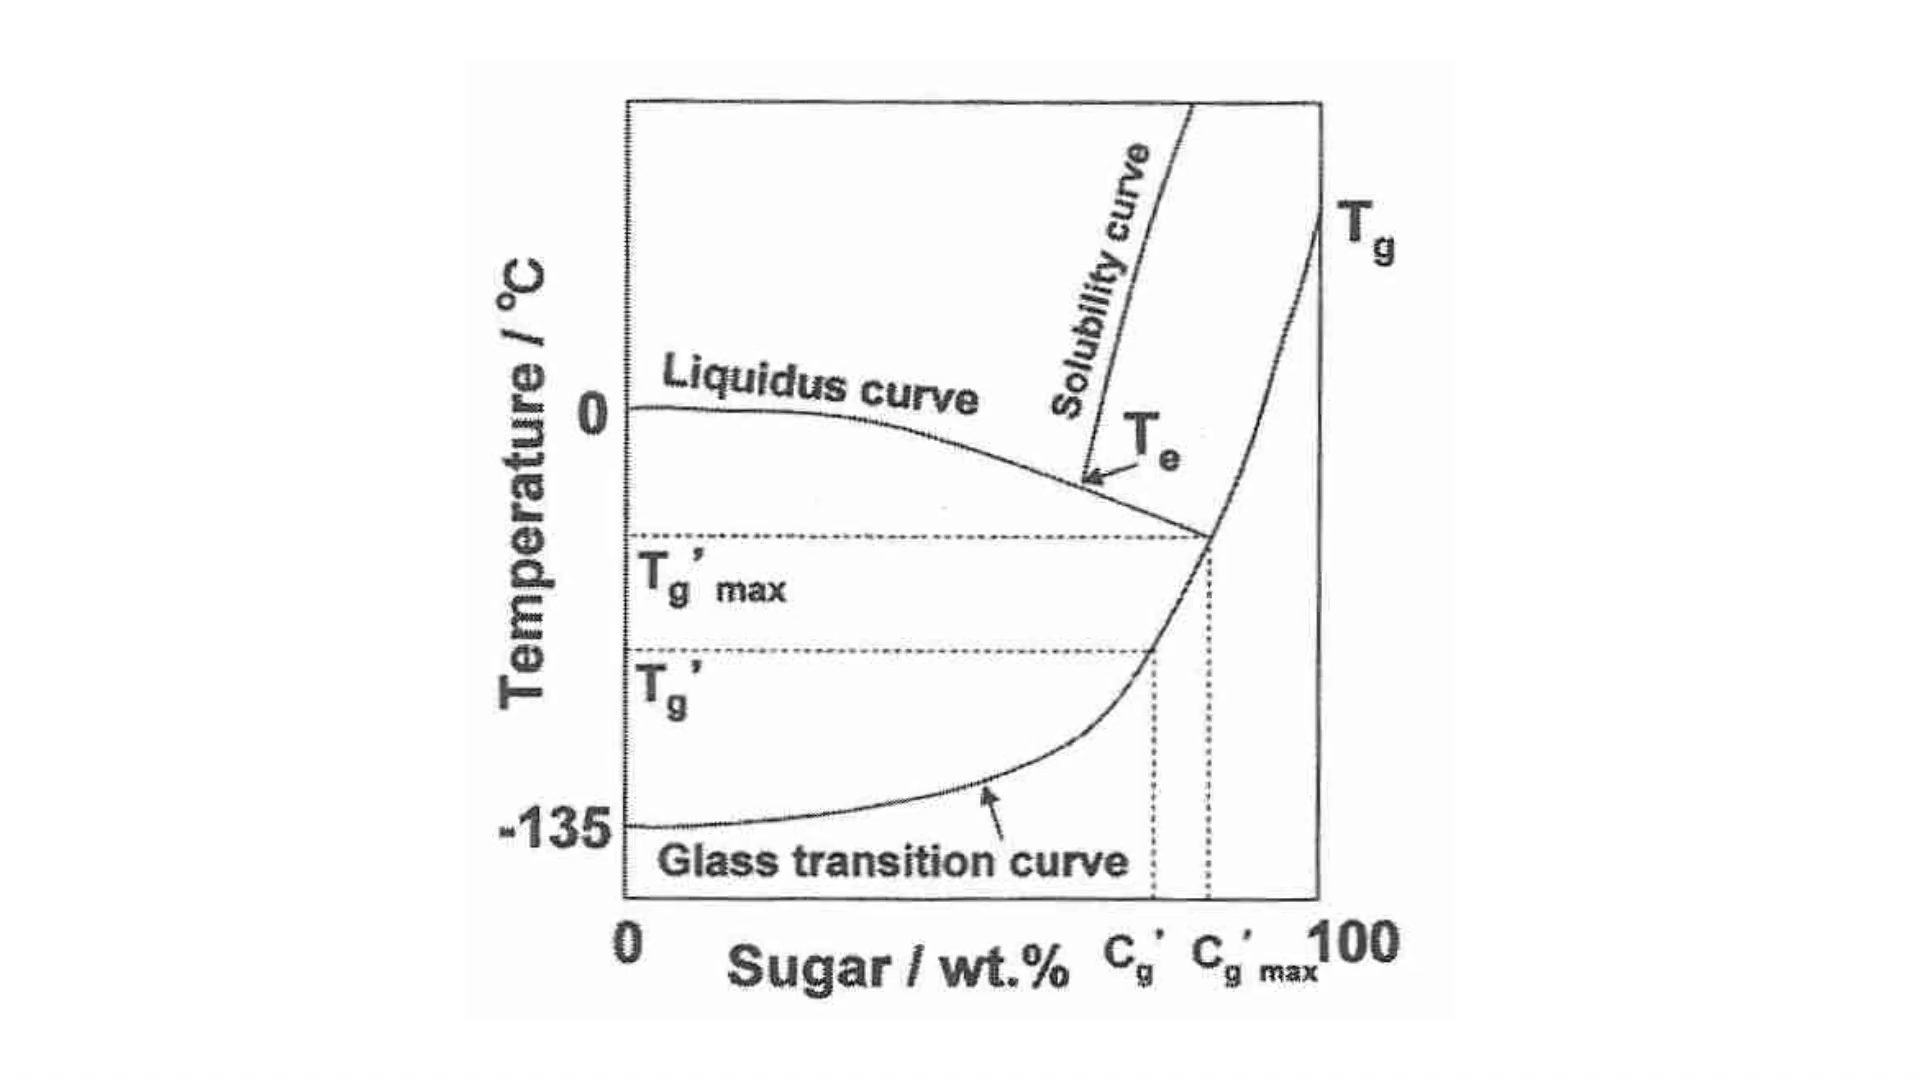 Solubility curve
Tg
Temperature / °C
Liquidus curve
0
Te
Tg' max
Tg'
-135
Glass transition curve
0
Sugar / wt.%
Cg'
Cg' max
100